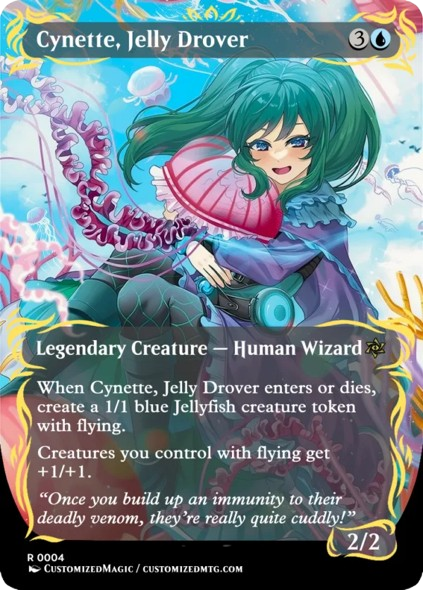 Cynette, Jelly Drover 3
Legendary Creature — Human Wizard
When Cynette, Jelly Drover enters or dies,
create a 1/1 blue Jellyfish creature token
with flying.
Creatures you control with flying get
+1/+1.
“Once you build up an immunity to their
deadly venom, they’re really quite cuddly!”
2/2
R 0004
CustomizedMagic / customizedmtg.com